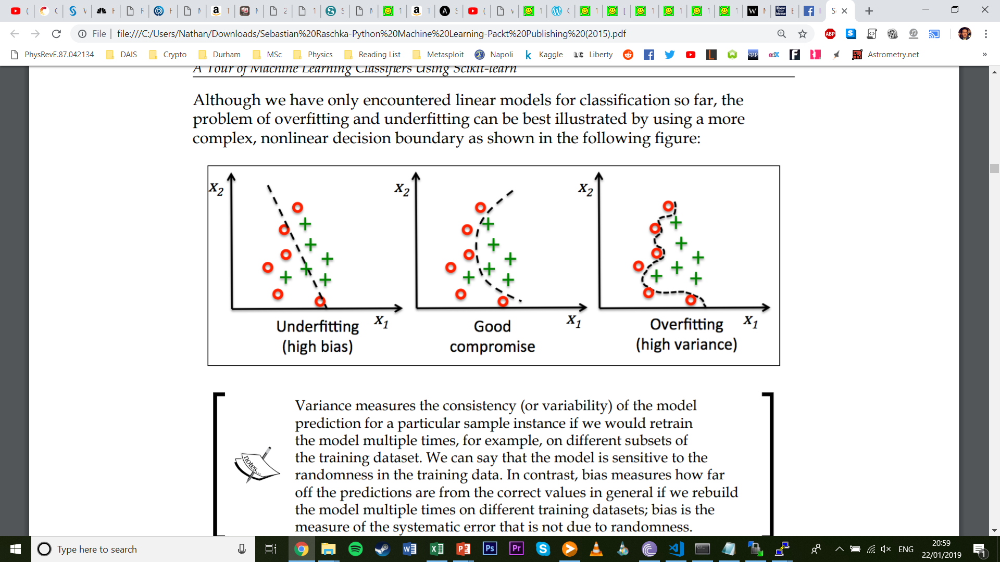 File
file:///C:/Users/Nathan/Downloads/Sebastian%20Raschka-Python%20Machine%20Learning-Packt%20Publishing%20(2015).pdf
PhysRevE.87.042134 DAIS Crypto Durham MSc Physics Reading List Metasploit Napoli Kaggle Liberty Astrometry.net »
A Tour of Machine Learning Classifiers Using Scikit-learn
Although we have only encountered linear models for classification so far, the
problem of overfitting and underfitting can be best illustrated by using a more
complex, nonlinear decision boundary as shown in the following figure:
x2
x1
Underfitting
(high bias)
x2
x1
Good
compromise
x2
x1
Overfitting
(high variance)
notes...
Variance measures the consistency (or variability) of the model
prediction for a particular sample instance if we would retrain
the model multiple times, for example, on different subsets of
the training dataset. We can say that the model is sensitive to the
randomness in the training data. In contrast, bias measures how far
off the predictions are from the correct values in general if we rebuild
the model multiple times on different training datasets; bias is the
measure of the systematic error that is not due to randomness.
Type here to search
ENG
20:59
22/01/2019
1